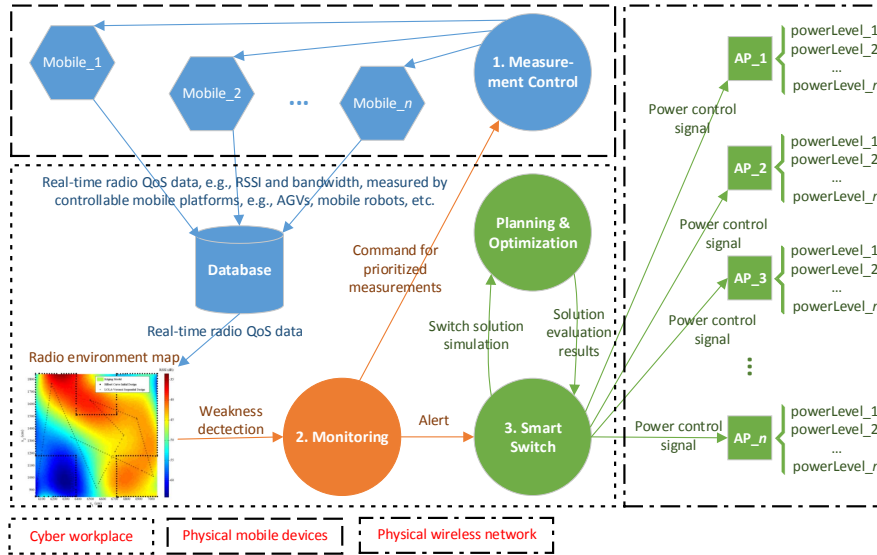 Mobile_1
Mobile_2
...
Mobile_n
1. Measure-
ment Control
Real-time radio QoS data, e.g., RSSI and bandwidth, measured by
controllable mobile platforms, e.g., AGVs, mobile robots, etc.
Database
Real-time radio QoS data
Radio environment map
Weakness
dectection
2. Monitoring
Command for
prioritized
measurements
Alert
Planning &
Optimization
Switch solution
simulation
Solution
evaluation
results
3. Smart
Switch
Power control
signal
AP_1
powerLevel_1
powerLevel_2
...
powerLevel_n
Power control
signal
AP_2
powerLevel_1
powerLevel_2
...
powerLevel_n
Power control
signal
AP_3
powerLevel_1
powerLevel_2
...
powerLevel_n
...
Power control
signal
AP_n
powerLevel_1
powerLevel_2
...
powerLevel_n
Cyber workplace
Physical mobile devices
Physical wireless network